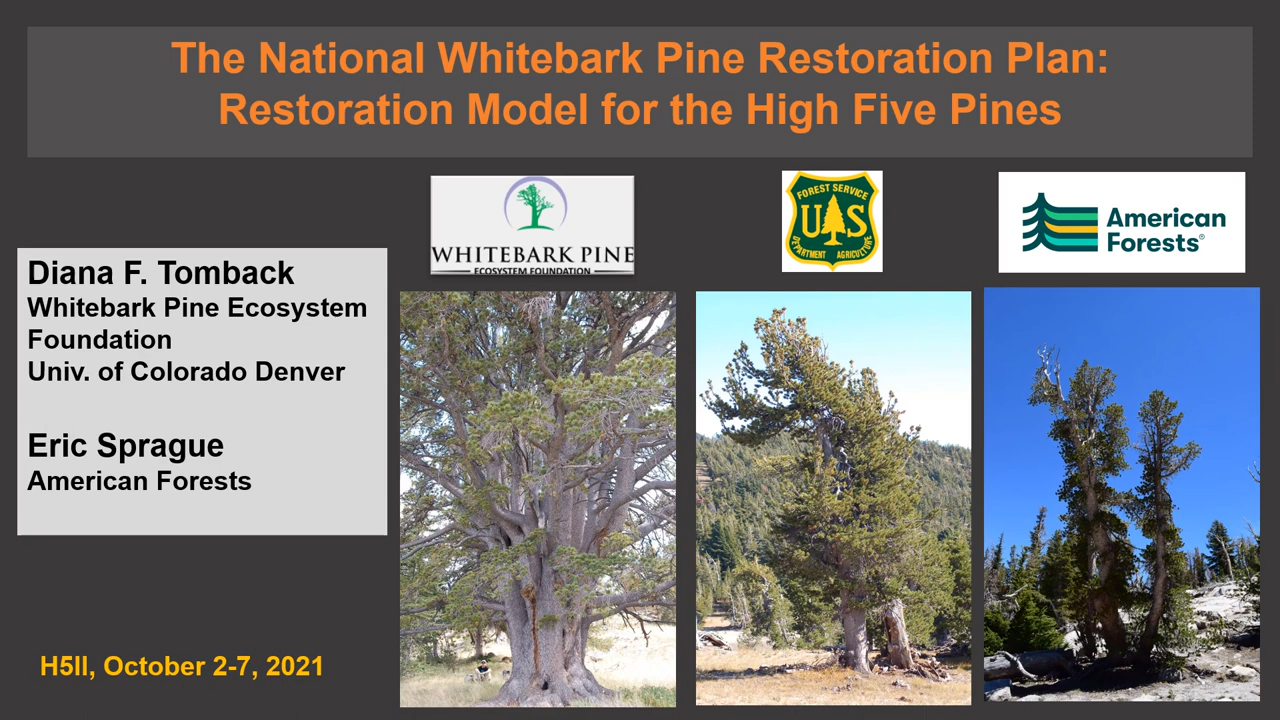 The National Whitebark Pine Restoration Plan:
Restoration Model for the High Five Pines
WHITEBARK PINE
ECOSYSTEM FOUNDATION
FOREST SERVICE
U S
DEPARTMENT AGRICULTURE
American
Forests®
Diana F. Tomback
Whitebark Pine Ecosystem
Foundation
Univ. of Colorado Denver
Eric Sprague
American Forests
H5II, October 2-7, 2021